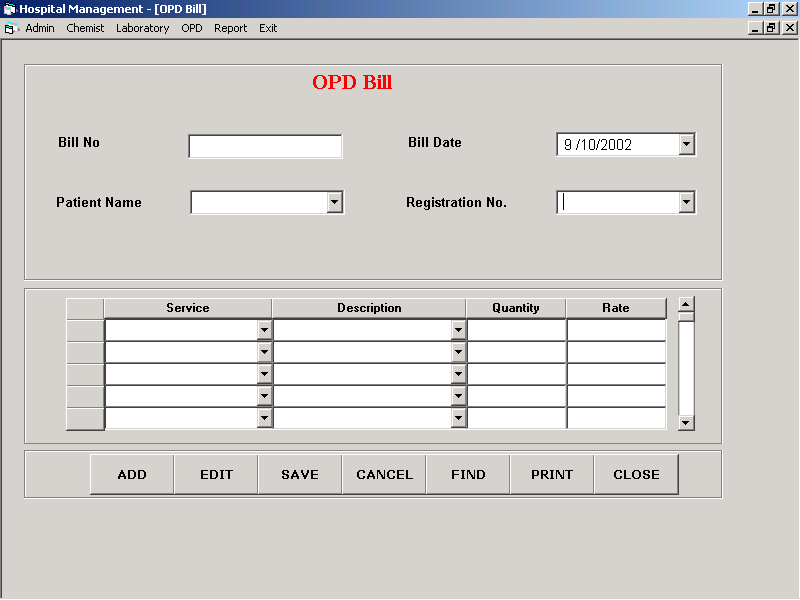 Hospital Management - [OPD Bill]
Admin Chemist Laboratory OPD Report Exit
OPD Bill
Bill No Bill Date 9 /10/2002
Patient Name Registration No.
Service Description Quantity Rate
ADD EDIT SAVE CANCEL FIND PRINT CLOSE